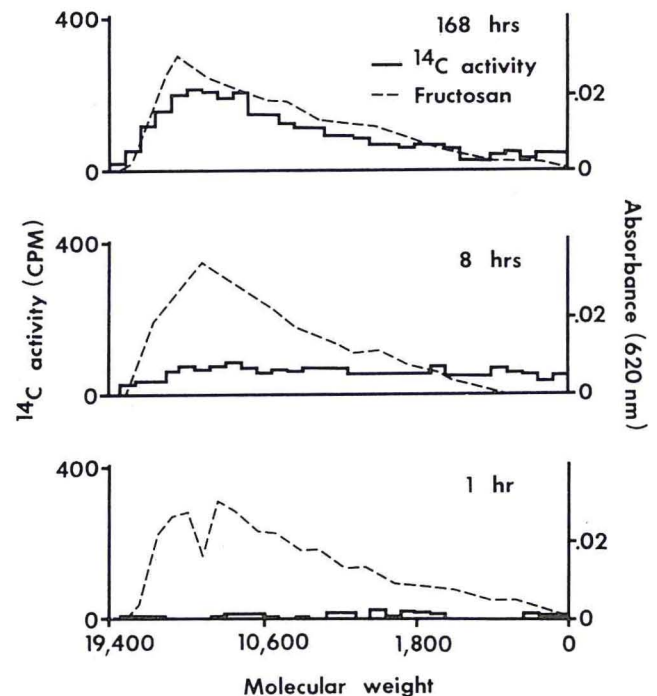 400
168 hrs
¹⁴C activity
Fructosan
.02
0
0
400
8 hrs
.02
0
0
¹⁴C activity (CPM)
Absorbance (620 nm)
400
1 hr
.02
0
0
19,400 10,600 1,800 0
Molecular weight